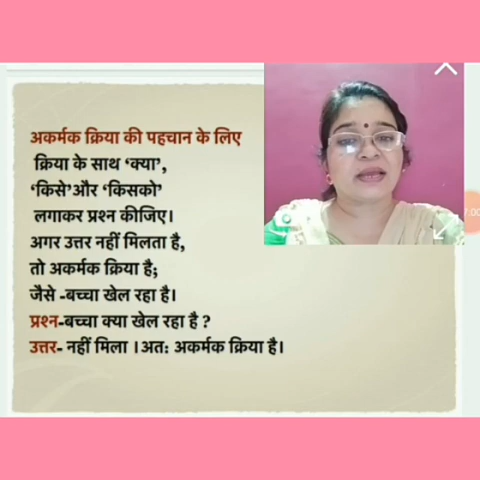 अकर्मक क्रिया की पहचान के लिए
क्रिया के साथ ‘क्या’,
‘किसे’और ‘किसको’
लगाकर प्रश्न कीजिए।
अगर उत्तर नहीं मिलता है,
तो अकर्मक क्रिया है;
जैसे -बच्चा खेल रहा है।
प्रश्न-बच्चा क्या खेल रहा है ?
उत्तर- नहीं मिला ।अत: अकर्मक क्रिया है।